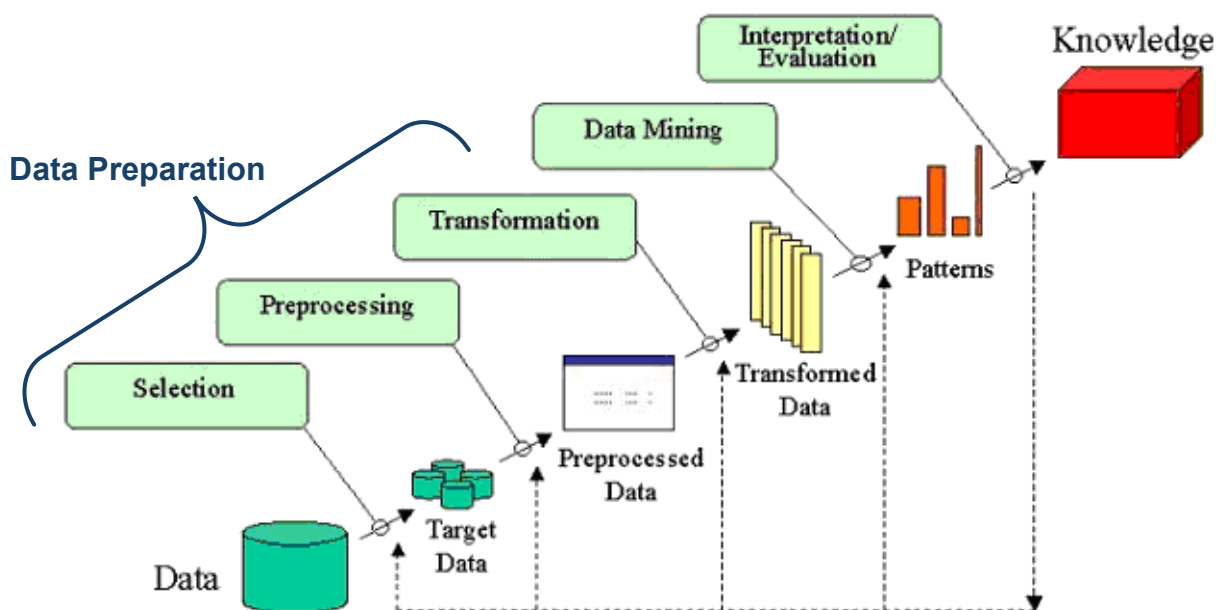 Interpretation/
Evaluation
Knowledge
Data Mining
Data Preparation
Transformation
Patterns
Preprocessing
Transformed
Data
Selection
Preprocessed
Data
Target
Data
Data